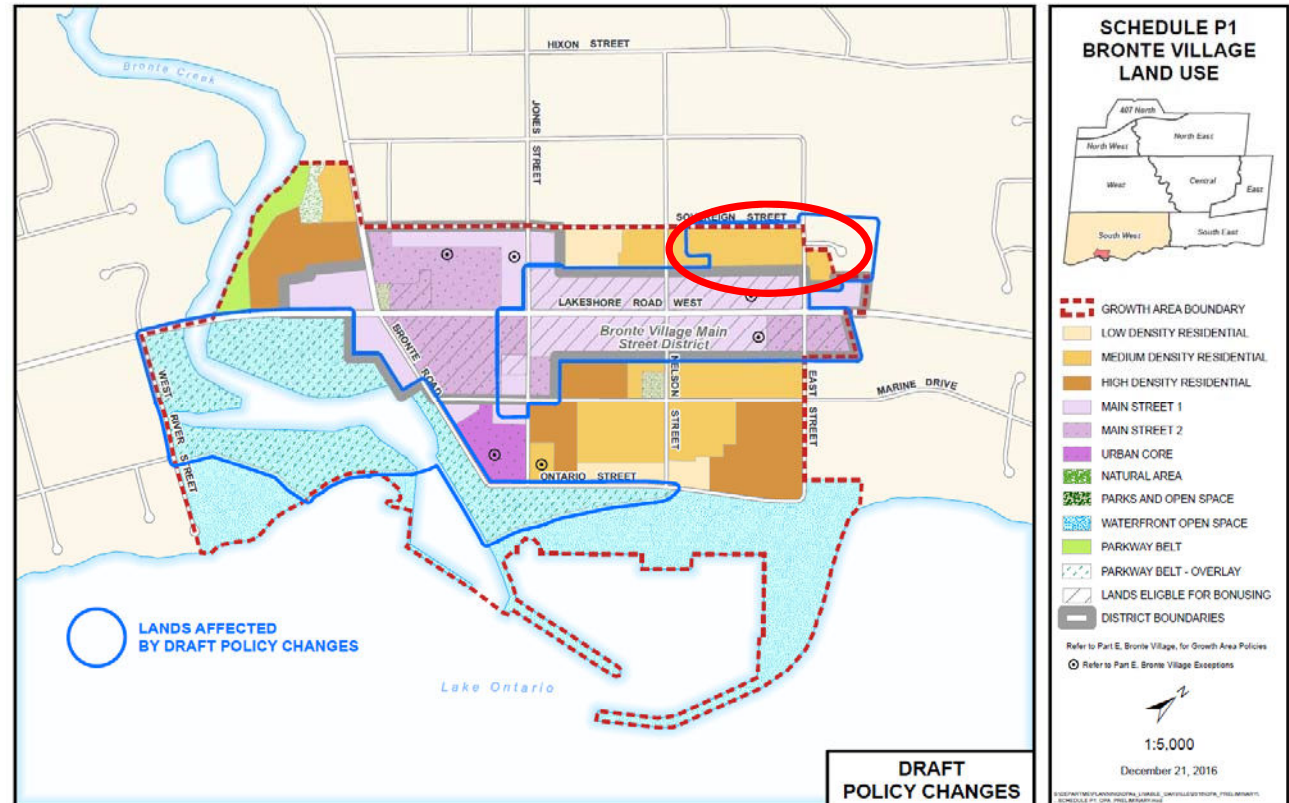 HIXON STREET
Bronte Creek
JONES STREET
SOVEREIGN STREET
LAKESHORE ROAD WEST
Bronte Village Main
Street District
BRONTE ROAD
NELSON STREET
EAST STREET
MARINE DRIVE
WEST RIVER STREET
ONTARIO STREET
LANDS AFFECTED
BY DRAFT POLICY CHANGES
Lake Ontario
DRAFT
POLICY CHANGES
SCHEDULE P1
BRONTE VILLAGE
LAND USE
407 North
North East
North West
West
Central
East
South West
South East
GROWTH AREA BOUNDARY
LOW DENSITY RESIDENTIAL
MEDIUM DENSITY RESIDENTIAL
HIGH DENSITY RESIDENTIAL
MAIN STREET 1
MAIN STREET 2
URBAN CORE
NATURAL AREA
PARKS AND OPEN SPACE
WATERFRONT OPEN SPACE
PARKWAY BELT
PARKWAY BELT - OVERLAY
LANDS ELIGBLE FOR BONUSING
DISTRICT BOUNDARIES
Refer to Part E, Bronte Village, for Growth Area Policies
Refer to Part E, Bronte Village Exceptions
Z
1:5,000
December 21, 2016